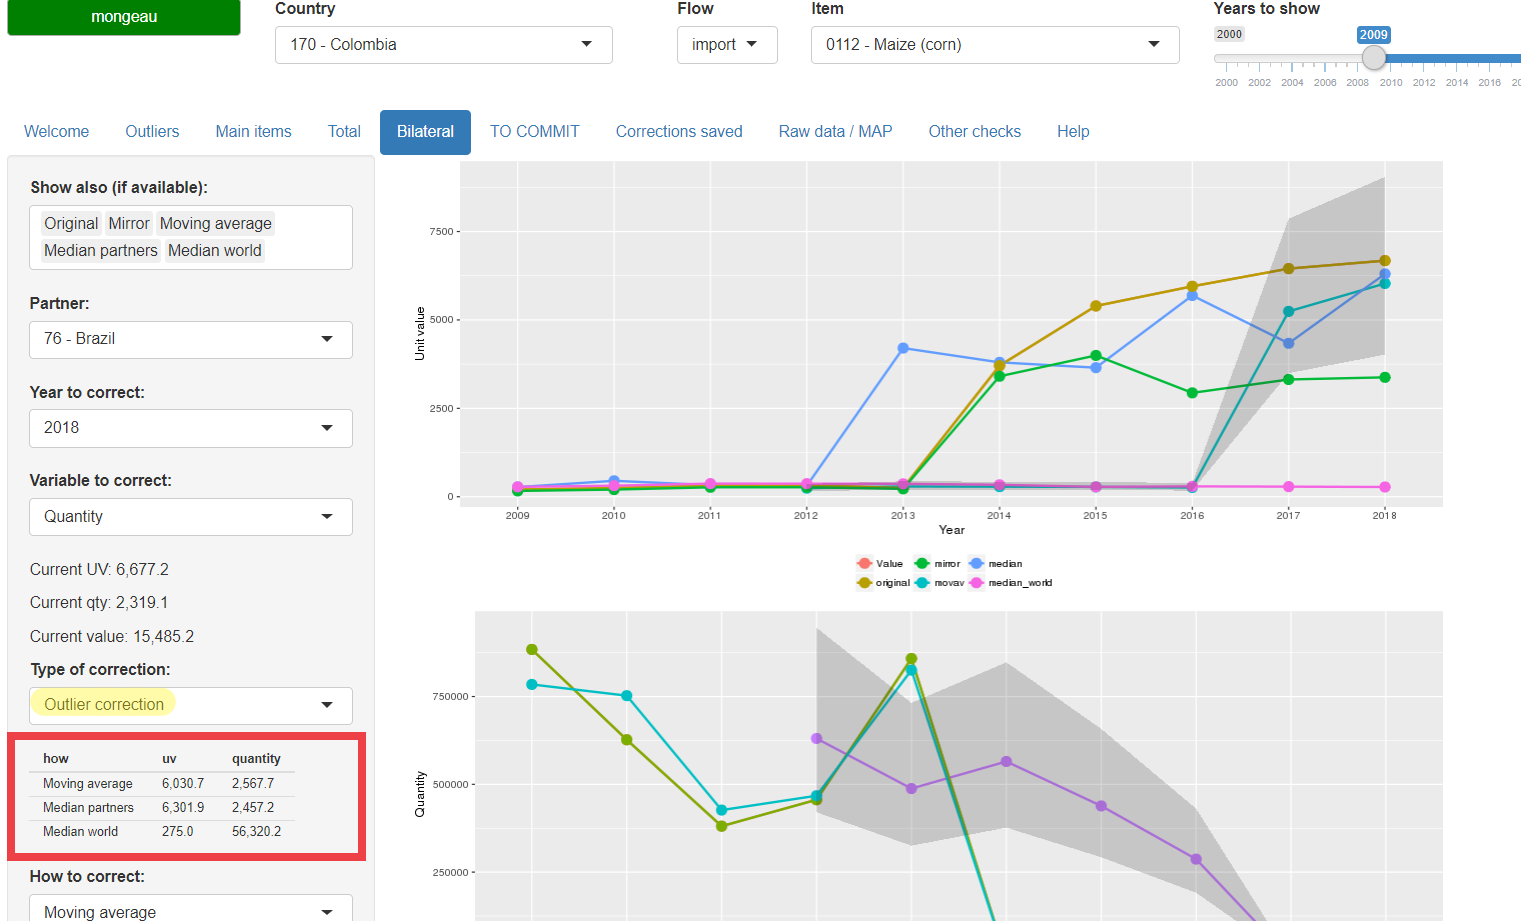 mongeau
Country
Flow
Item
Years to show
170 - Colombia
import
0112 - Maize (corn)
2000
2009
2000 2002 2004 2006 2008 2010 2012 2014 2016
Welcome
Outliers
Main items
Total
Bilateral
TO COMMIT
Corrections saved
Raw data / MAP
Other checks
Help
Show also (if available):
Original Mirror Moving average
Median partners Median world
Partner:
76 - Brazil
Year to correct:
2018
Variable to correct:
Quantity
Current UV: 6,677.2
Current qty: 2,319.1
Current value: 15,485.2
Type of correction:
Outlier correction
how uv quantity
Moving average 6,030.7 2,567.7
Median partners 6,301.9 2,457.2
Median world 275.0 56,320.2
How to correct:
Moving average
Unit value
7500
5000
2500
0
2009 2010 2011 2012 2013 2014 2015 2016 2017 2018
Year
Value mirror median
original movav median_world
Quantity
750000
500000
250000